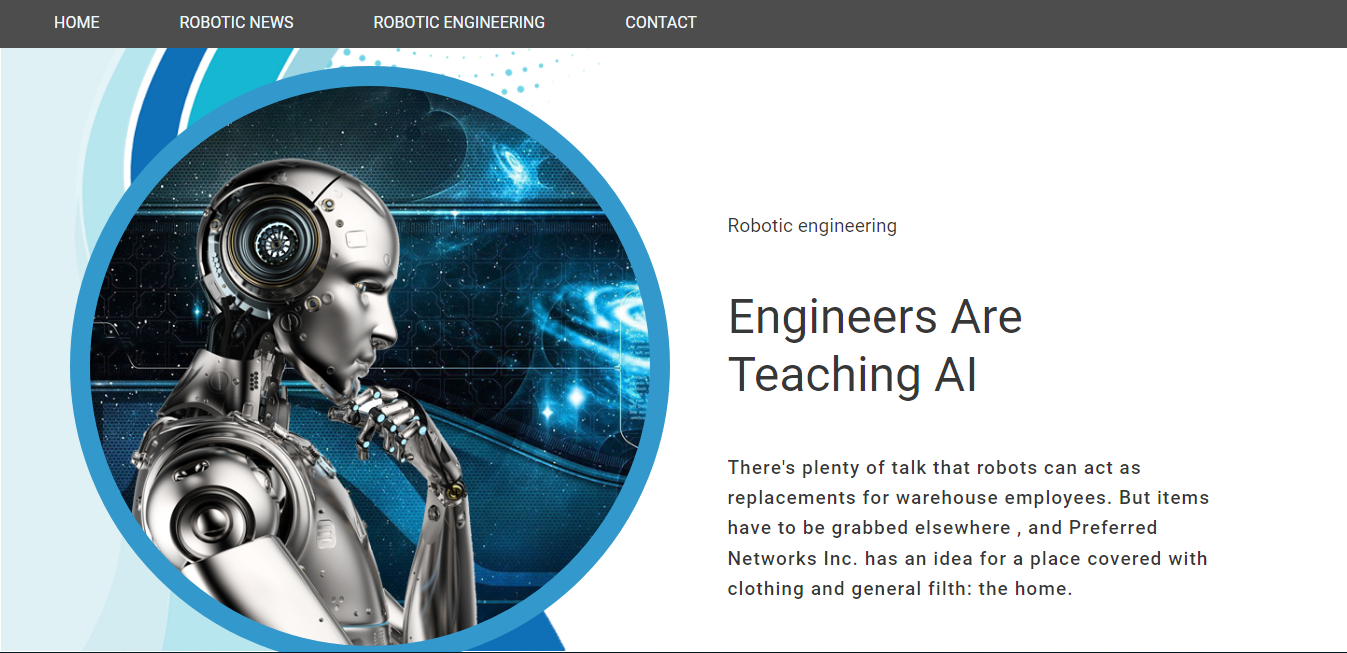 HOME ROBOTIC NEWS ROBOTIC ENGINEERING CONTACT
Robotic engineering
Engineers Are
Teaching AI
There's plenty of talk that robots can act as
replacements for warehouse employees. But items
have to be grabbed elsewhere , and Preferred
Networks Inc. has an idea for a place covered with
clothing and general filth: the home.